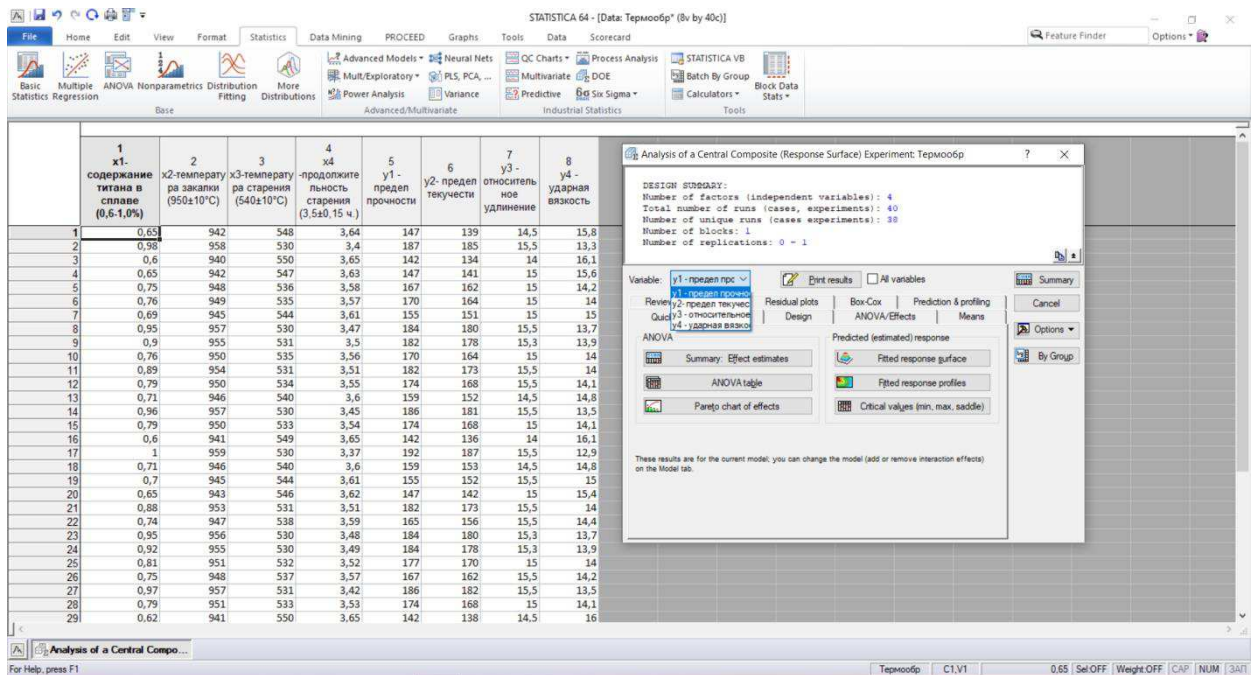 STATISTICA 64 - [Data: Термообр* (8v by 40c)]
File Home Edit View Format Statistics Data Mining PROCEED Graphs Tools Data Scorecard Feature Finder Options
Basic Statistics Multiple Regression ANOVA Nonparametrics Distribution Fitting More Distributions
Base
Advanced Models Neural Nets
Mult/Exploratory PLS, PCA, ...
Power Analysis Variance
Advanced/Multivariate
QC Charts Process Analysis
Multivariate DOE
Predictive Six Sigma
Industrial Statistics
STATISTICA VB
Batch By Group
Calculators
Block Data Stats
Tools
1 x1- содержание титана в сплаве (0,6-1,0%)
2 x2-температу ра закалки (950±10°C)
3 x3-температу ра старения (540±10°C)
4 x4 -продолжите льность старения (3,5±0,15 ч.)
5 y1 - предел прочности
6 y2- предел текучести
7 y3 - относитель ное удлинение
8 y4 - ударная вязкость
1 0,65 942 548 3,64 147 139 14,5 15,8
2 0,98 958 530 3,4 187 185 15,5 13,3
3 0,6 940 550 3,65 142 134 14 16,1
4 0,65 942 547 3,63 147 141 15 15,6
5 0,75 948 536 3,58 167 162 15 14,2
6 0,76 949 535 3,57 170 164 15 14
7 0,69 945 544 3,61 155 151 15 15
8 0,95 957 530 3,47 184 180 15,5 13,7
9 0,9 955 531 3,5 182 178 15,3 13,9
10 0,76 950 535 3,56 170 164 15 14
11 0,89 954 531 3,51 182 173 15,5 14
12 0,79 950 534 3,55 174 168 15,5 14,1
13 0,71 946 540 3,6 159 152 14,5 14,8
14 0,96 957 530 3,45 186 181 15,5 13,5
15 0,79 950 533 3,54 174 168 15 14,1
16 0,6 941 549 3,65 142 136 14 16,1
17 1 959 530 3,37 192 187 15,5 12,9
18 0,71 946 540 3,6 159 153 14,5 14,8
19 0,7 945 544 3,61 155 152 15,5 15
20 0,65 943 546 3,62 147 142 15 15,4
21 0,88 953 531 3,51 182 173 15,5 14
22 0,74 947 538 3,59 165 156 15,5 14,4
23 0,95 956 530 3,48 184 180 15,3 13,7
24 0,92 955 530 3,49 184 178 15,3 13,9
25 0,81 951 532 3,52 177 170 15 14
26 0,75 948 537 3,57 167 162 15,5 14,2
27 0,97 957 531 3,42 186 182 15,5 13,5
28 0,79 951 533 3,53 174 168 15 14,1
29 0,62 941 550 3,65 142 138 14,5 16
Analysis of a Central Composite (Response Surface) Experiment: Термообр ? ×
DESIGN SUMMARY:
Number of factors (independent variables): 4
Total number of runs (cases, experiments): 40
Number of unique runs (cases experiments): 38
Number of blocks: 1
Number of replications: 0 - 1
Variable: y1 - предел прс Print results All variables Summary
y1 - предел прочно
y2- предел текучес
y3 - относительное
y4 - ударная вязко
Review Residual plots Box-Cox Prediction & profiling Cancel
Quic Design ANOVA/Effects Means Options
ANOVA Predicted (estimated) response By Group
Summary: Effect estimates Fitted response surface
ANOVA table Fitted response profiles
Pareto chart of effects Critical values (min, max, saddle)
These results are for the current model; you can change the model (add or remove interaction effects)
on the Model tab.
Analysis of a Central Compo...
For Help, press F1 Термообр C1,V1 0,65 Sel:OFF Weight:OFF CAP NUM ЗАП